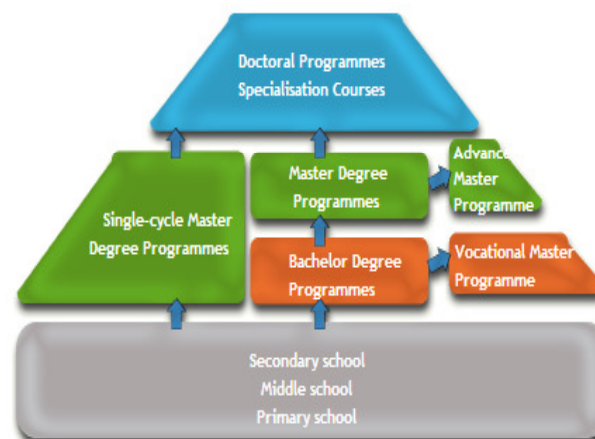 Doctoral Programmes
Specialisation Courses
Single-cycle Master
Degree Programmes
Master Degree
Programmes
Master
Programme
Bachelor Degree
Programmes
Vocational Master
Programme
Secondary school
Middle school
Primary school